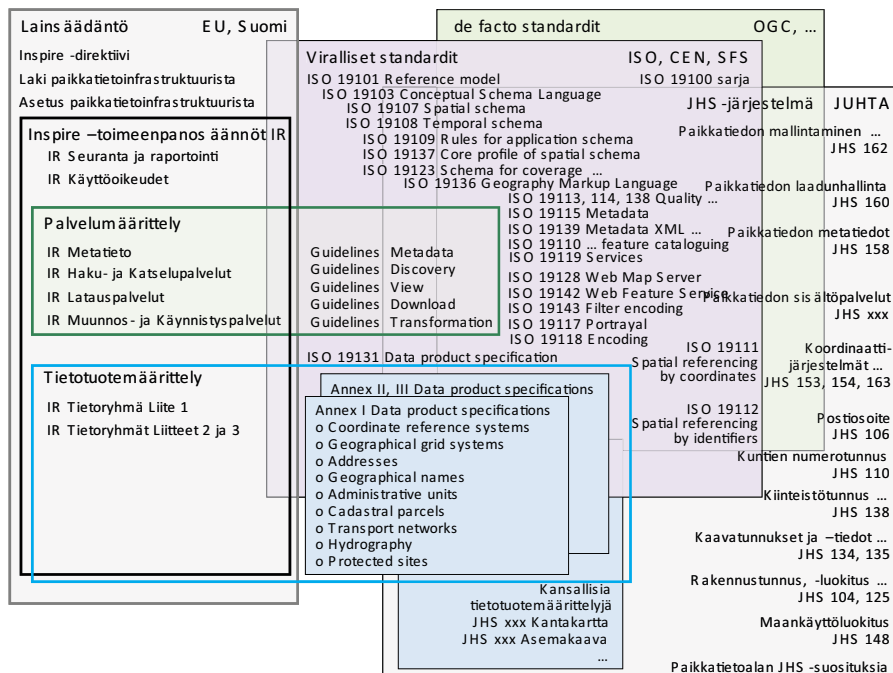 Lainsäädäntö EU, Suomi
Inspire -direktiivi
Laki paikkatietoinfrastruktuurista
Asetus paikkatietoinfrastruktuurista
Inspire –toimeenpanosäännöt IR
IR Seuranta ja raportointi
IR Käyttöoikeudet
Palvelumäärittely
IR Metatieto
IR Haku- ja Katselupalvelut
IR Latauspalvelut
IR Muunnos- ja Käynnistyspalvelut
Guidelines Metadata
Guidelines Discovery
Guidelines View
Guidelines Download
Guidelines Transformation
Tietotuotemäärittely
IR Tietoryhmä Liite 1
IR Tietoryhmät Liitteet 2 ja 3
de facto standardit OGC, ...
Viralliset standardit ISO, CEN, SFS
ISO 19101 Reference model ISO 19100 sarja
ISO 19103 Conceptual Schema Language
ISO 19107 Spatial schema
ISO 19108 Temporal schema
ISO 19109 Rules for application schema
ISO 19137 Core profile of spatial schema
ISO 19123 Schema for coverage ...
ISO 19136 Geography Markup Language
ISO 19113, 114, 138 Quality ...
ISO 19115 Metadata
ISO 19139 Metadata XML ...
ISO 19110 ... feature cataloguing
ISO 19119 Services
ISO 19128 Web Map Server
ISO 19142 Web Feature Service
ISO 19143 Filter encoding
ISO 19117 Portrayal
ISO 19118 Encoding
ISO 19131 Data product specification
ISO 19111
Spatial referencing
by coordinates
ISO 19112
Spatial referencing
by identifiers
Annex II, III Data product specifications
Annex I Data product specifications
o Coordinate reference systems
o Geographical grid systems
o Addresses
o Geographical names
o Administrative units
o Cadastral parcels
o Transport networks
o Hydrography
o Protected sites
Kansallisia
tietotuotemäärittelyjä
JHS xxx Kantakartta
JHS xxx Asemakaava
...
JHS -järjestelmä JUHTA
Paikkatiedon mallintaminen ...
JHS 162
Paikkatiedon laadunhallinta
JHS 160
Paikkatiedon metatiedot
JHS 158
Paikkatiedon sisältöpalvelut
JHS xxx
Koordinaatti-
järjestelmät ...
JHS 153, 154, 163
Postiosoite
JHS 106
Kuntien numerotunnus
JHS 110
Kiinteistötunnus ...
JHS 138
Kaavatunnukset ja –tiedot ...
JHS 134, 135
Rakennustunnus, -luokitus ...
JHS 104, 125
Maankäyttöluokitus
JHS 148
Paikkatietoalan JHS -suosituksia